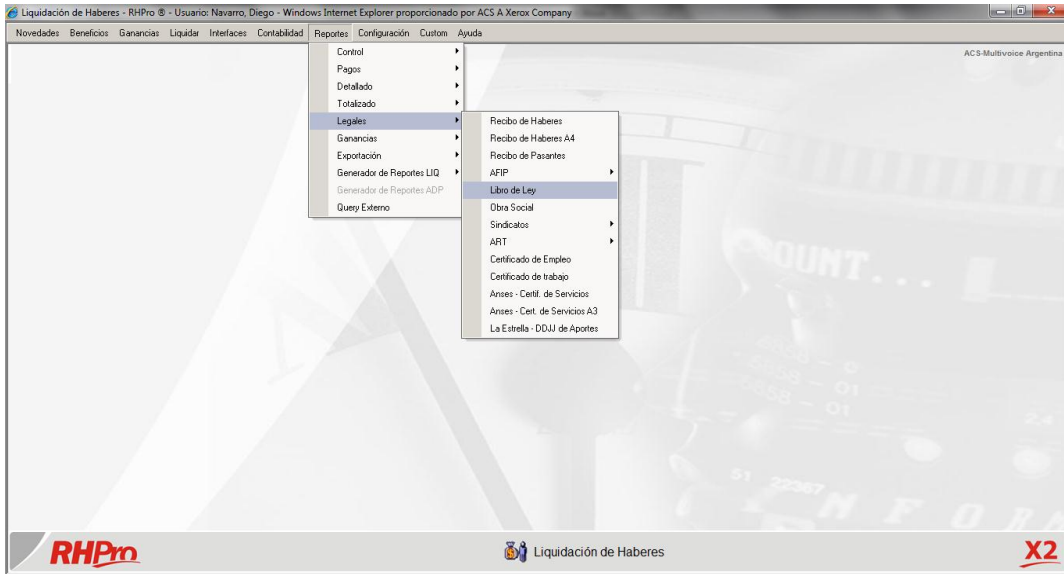 Liquidación de Haberes - RHPro ® - Usuario: Navarro, Diego - Windows Internet Explorer proporcionado por ACS A Xerox Company
Novedades Beneficios Ganancias Liquidar Interfaces Contabilidad Reportes Configuración Custom Ayuda
ACS-Multivoice Argentina
Control
Pagos
Detallado
Totalizado
Legales
Ganancias
Exportación
Generador de Reportes LIQ
Generador de Reportes ADP
Query Externo
Recibo de Haberes
Recibo de Haberes A4
Recibo de Pasantes
AFIP
Libro de Ley
Obra Social
Sindicatos
ART
Certificado de Empleo
Certificado de trabajo
Anses - Certif. de Servicios
Anses - Cert. de Servicios A3
La Estrella - DDJJ de Aportes
OUNT...
51 22367
RHPro
Liquidación de Haberes
X2